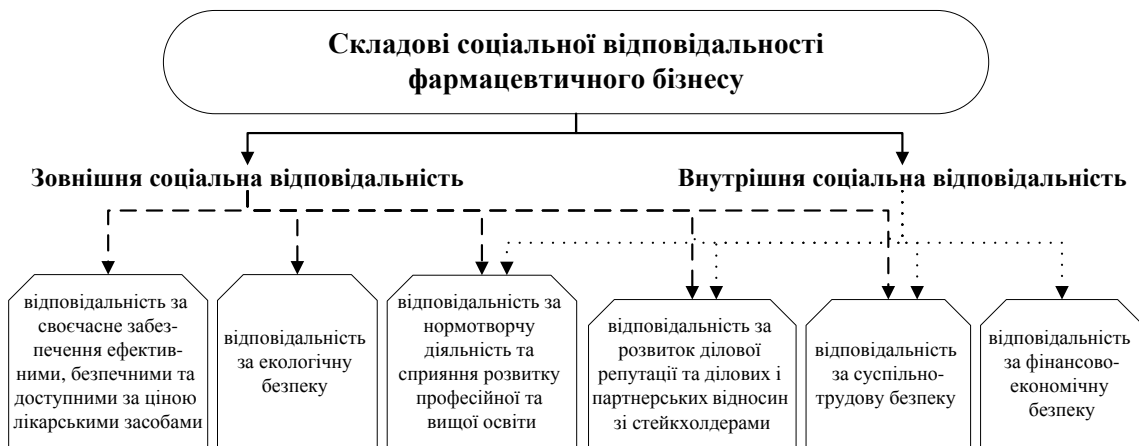 Складові соціальної відповідальності
фармацевтичного бізнесу
Зовнішня соціальна відповідальність
Внутрішня соціальна відповідальність
відповідальність за
своєчасне забез-
печення ефектив-
ними, безпечними та
доступними за ціною
лікарськими засобами
відповідальність
за екологічну
безпеку
відповідальність за
нормотворчу
діяльність та
сприяння розвитку
професійної та
вищої освіти
відповідальність за
розвиток ділової
репутації та ділових і
партнерських відносин
зі стейкхолдерами
відповідальність
за суспільно-
трудову безпеку
відповідальність
за фінансово-
економічну
безпеку